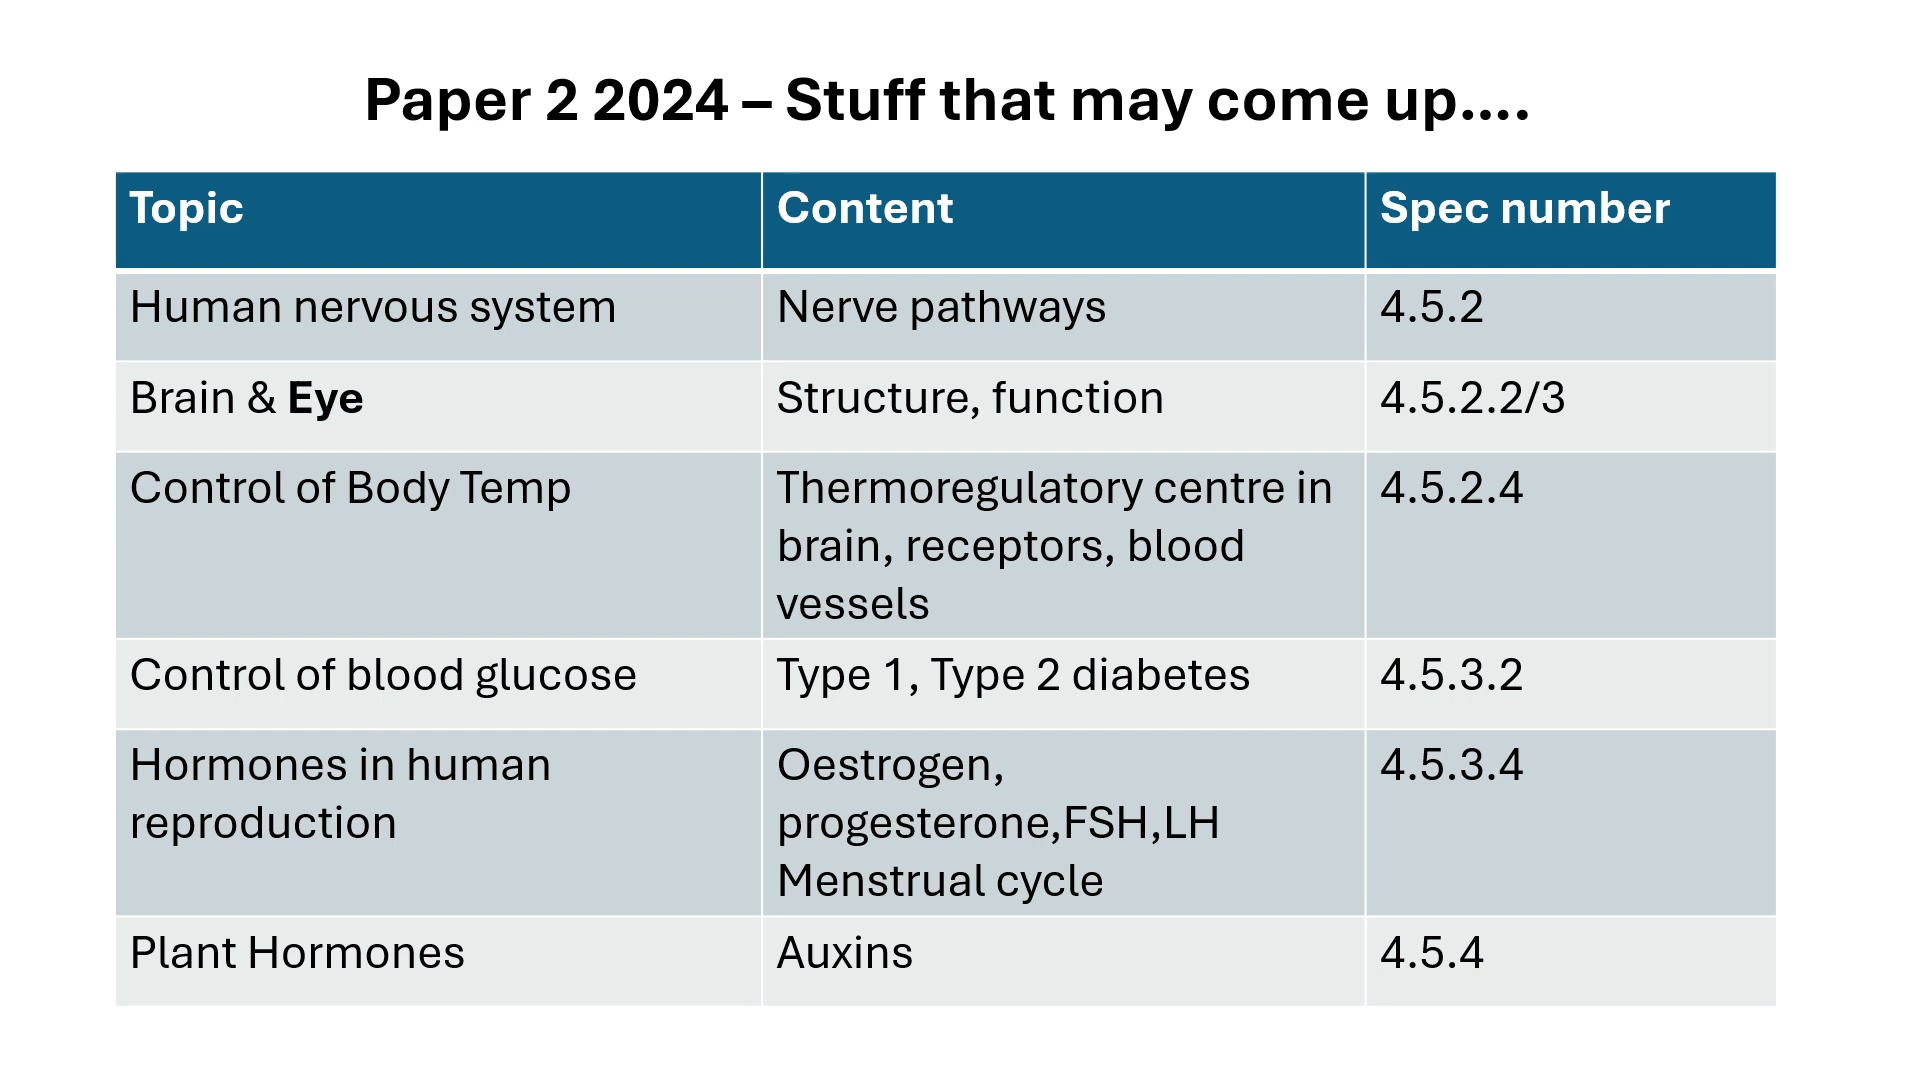 Paper 2 2024 – Stuff that may come up….
Topic Content Spec number
Human nervous system Nerve pathways 4.5.2
Brain & Eye Structure, function 4.5.2.2/3
Control of Body Temp Thermoregulatory centre in 4.5.2.4
brain, receptors, blood
vessels
Control of blood glucose Type 1, Type 2 diabetes 4.5.3.2
Hormones in human Oestrogen, 4.5.3.4
reproduction progesterone,FSH,LH
Menstrual cycle
Plant Hormones Auxins 4.5.4